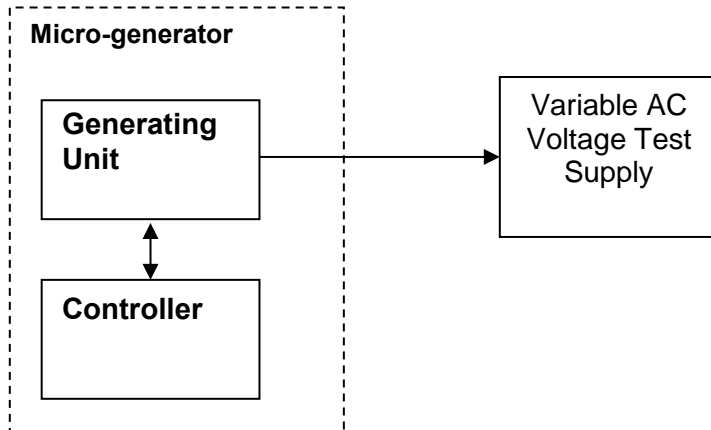 Micro-generator
Generating
Unit
Variable AC
Voltage Test
Supply
Controller